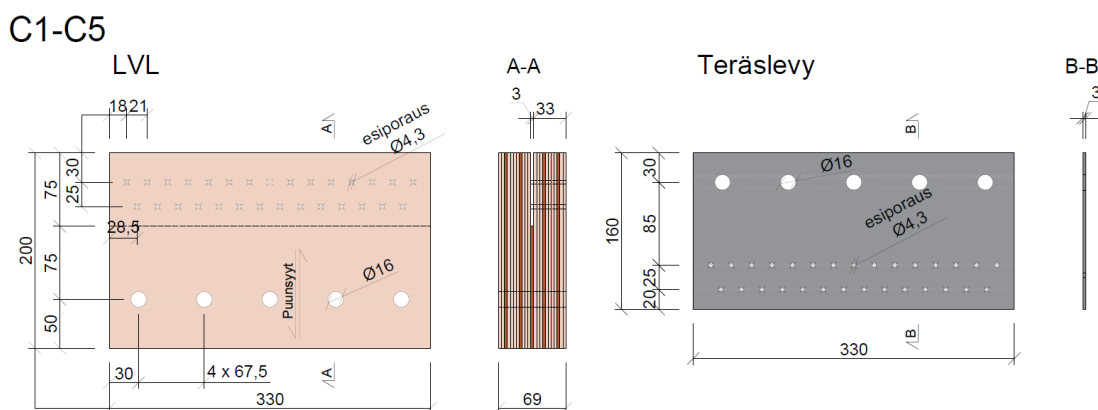 C1-C5
LVL
A-A
Teräslevy
B-B
3
33
3
18
21
A
B
esiporaus
Ø4,3
30
25
75
28,5
200
75
50
Puunsyyt
Ø16
30
4 x 67,5
A
330
69
30
Ø16
160
85
esiporaus
Ø4,3
25
20
B
330